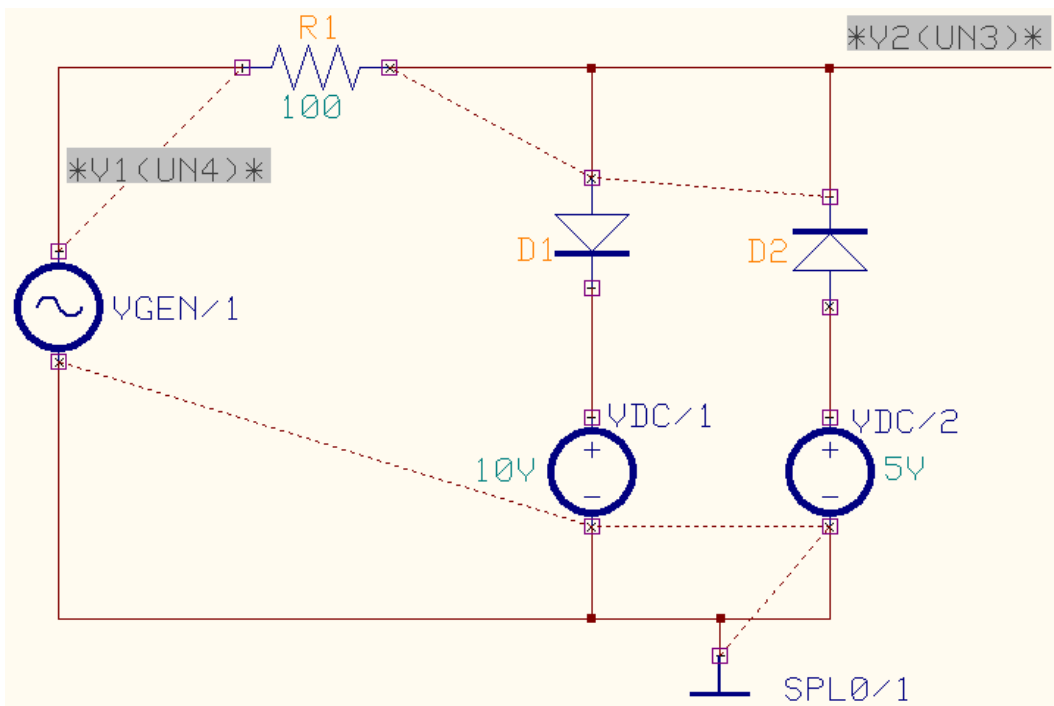 R1
*V2(UN3)*
100
*V1(UN4)*
D1
D2
VGEN/1
VDC/1
VDC/2
10V
5V
+
+
−
−
SPL0/1